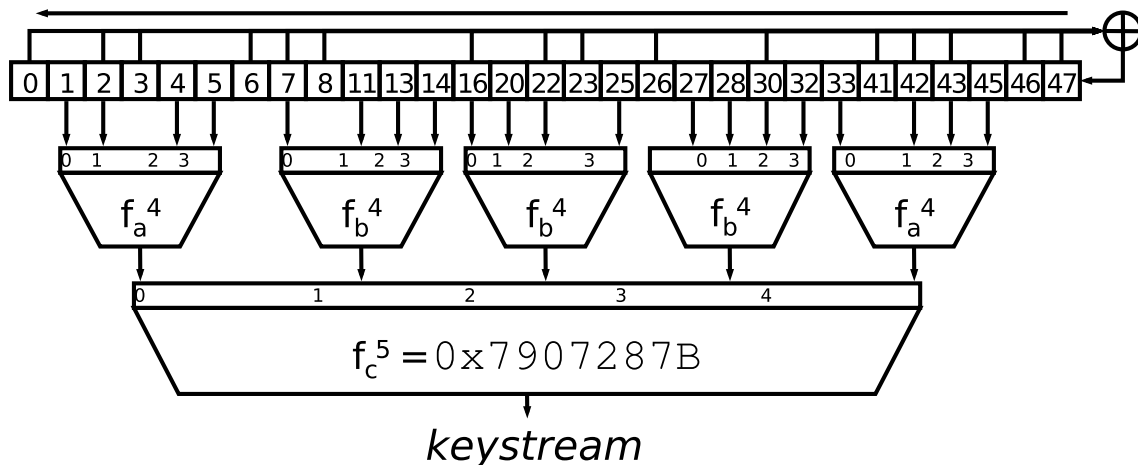 0 1 2 3 4 5 6 7 8 11 13 14 16 20 22 23 25 26 27 28 30 32 33 41 42 43 45 46 47
0 1 2 3 0 1 2 3 0 1 2 3 0 1 2 3 0 1 2 3
fa4 fb4 fb4 fb4 fa4
0 1 2 3 4
fc5 = 0x7907287B
keystream